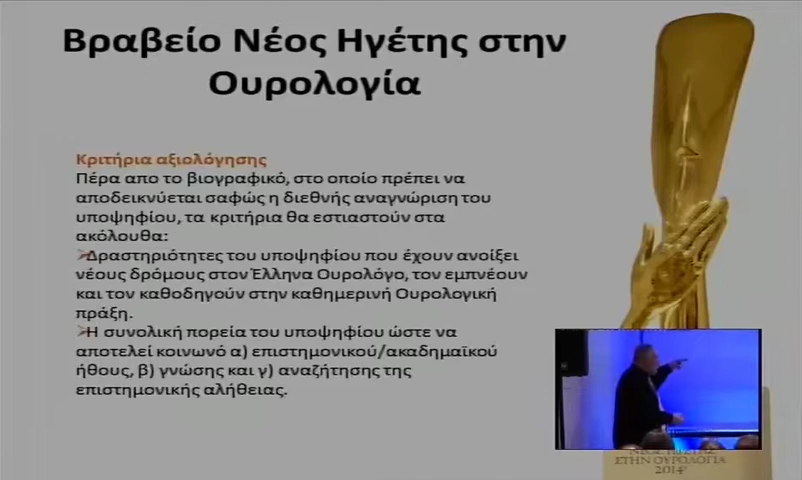 Βραβείο Νέος Ηγέτης στην
Ουρολογία
Κριτήρια αξιολόγησης
Πέρα απο το βιογραφικό, στο οποίο πρέπει να
αποδεικνύεται σαφώς η διεθνής αναγνώριση του
υποψηφίου, τα κριτήρια θα εστιαστούν στα
ακόλουθα:
➢Δραστηριότητες του υποψηφίου που έχουν ανοίξει
νέους δρόμους στον Έλληνα Ουρολόγο, τον εμπνέουν
και τον καθοδηγούν στην καθημερινή Ουρολογική
πράξη.
➢Η συνολική πορεία του υποψηφίου ώστε να
αποτελεί κοινωνό α) επιστημονικού/ακαδημαϊκού
ήθους, β) γνώσης και γ) αναζήτησης της
επιστημονικής αλήθειας.
ΝΕΟΣ ΗΓΕΤΗΣ
ΣΤΗΝ ΟΥΡΟΛΟΓΙΑ
2014